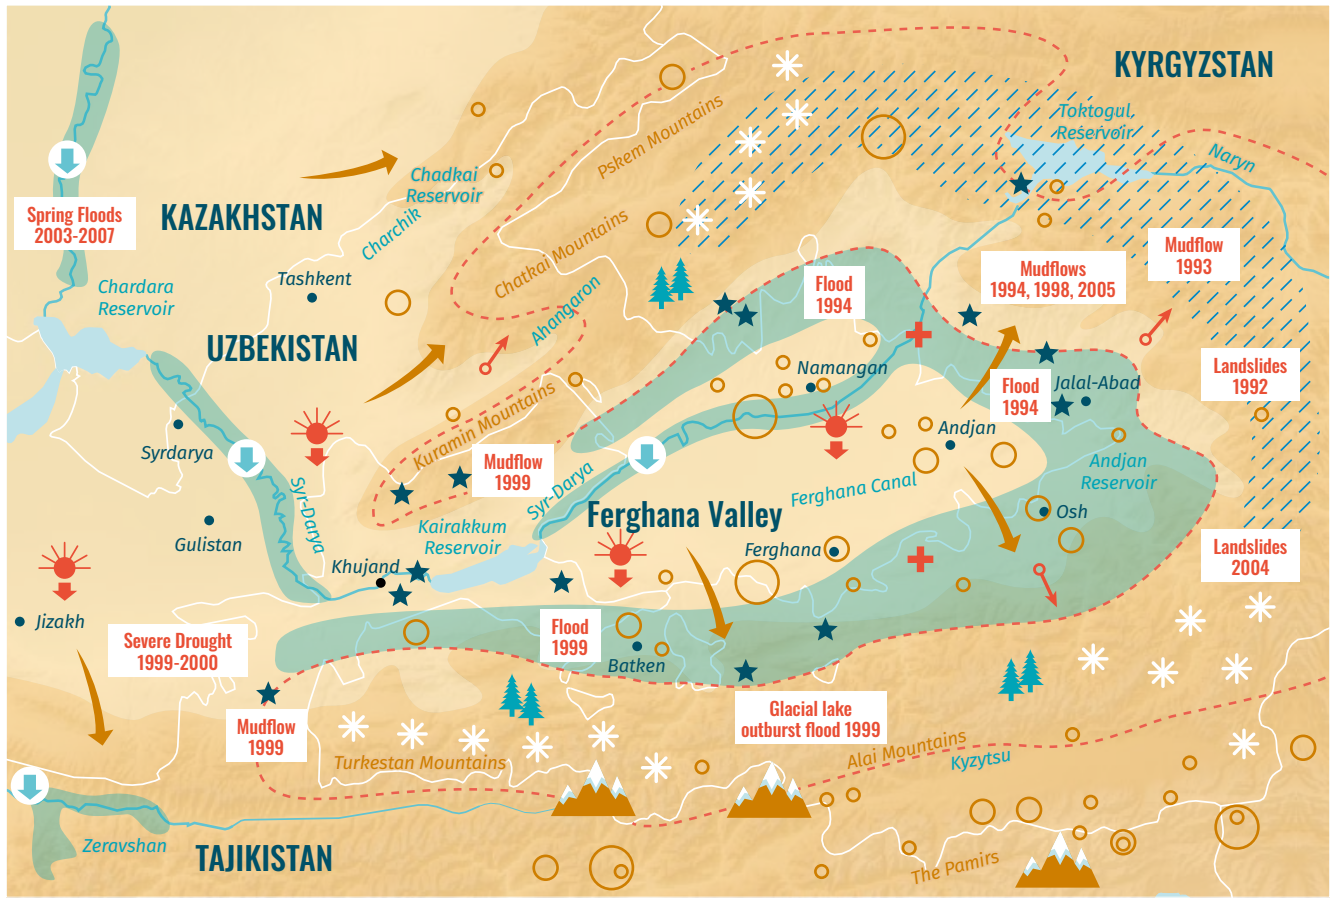 KYRGYZSTAN
Pskem Mountains
Toktogul
Reservoir
Naryn
Chadkai
Reservoir
Spring Floods
2003-2007
KAZAKHSTAN
Charchik
Chatkai Mountains
Mudflow
1993
Mudflows
1994, 1998, 2005
Chardara
Reservoir
Tashkent
Flood
1994
Ahangaron
UZBEKISTAN
Namangan
Landslides
1992
Flood
1994
Jalal-Abad
Kuramin Mountains
Syrdarya
Andjan
Mudflow
1999
Andjan
Reservoir
Syr-Darya
Syr-Darya
Ferghana Canal
Ferghana Valley
Osh
Kairakkum
Reservoir
Gulistan
Ferghana
Landslides
2004
Khujand
Jizakh
Severe Drought
1999-2000
Flood
1999
Batken
Mudflow
1999
Glacial lake
outburst flood 1999
Turkestan Mountains
Alai Mountains
Kyzytsu
Zeravshan
TAJIKISTAN
The Pamirs